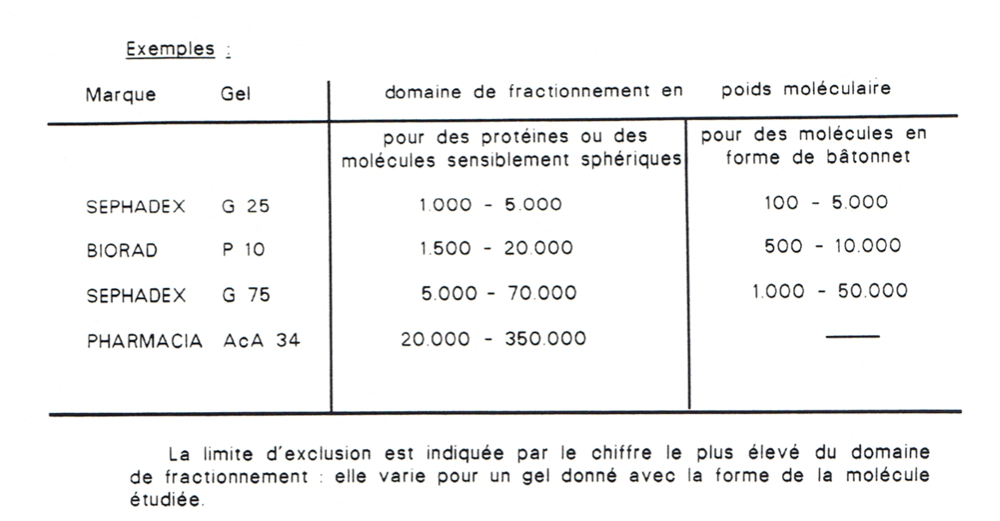 Exemples :
Marque Gel domaine de fractionnement en poids moléculaire
pour des protéines ou des pour des molécules en
molécules sensiblement sphériques forme de bâtonnet
SEPHADEX G 25 1.000 - 5.000 100 - 5.000
BIORAD P 10 1.500 - 20.000 500 - 10.000
SEPHADEX G 75 5.000 - 70.000 1.000 - 50.000
PHARMACIA AcA 34 20.000 - 350.000 —
La limite d'exclusion est indiquée par le chiffre le plus élevé du domaine
de fractionnement : elle varie pour un gel donné avec la forme de la molécule
étudiée.